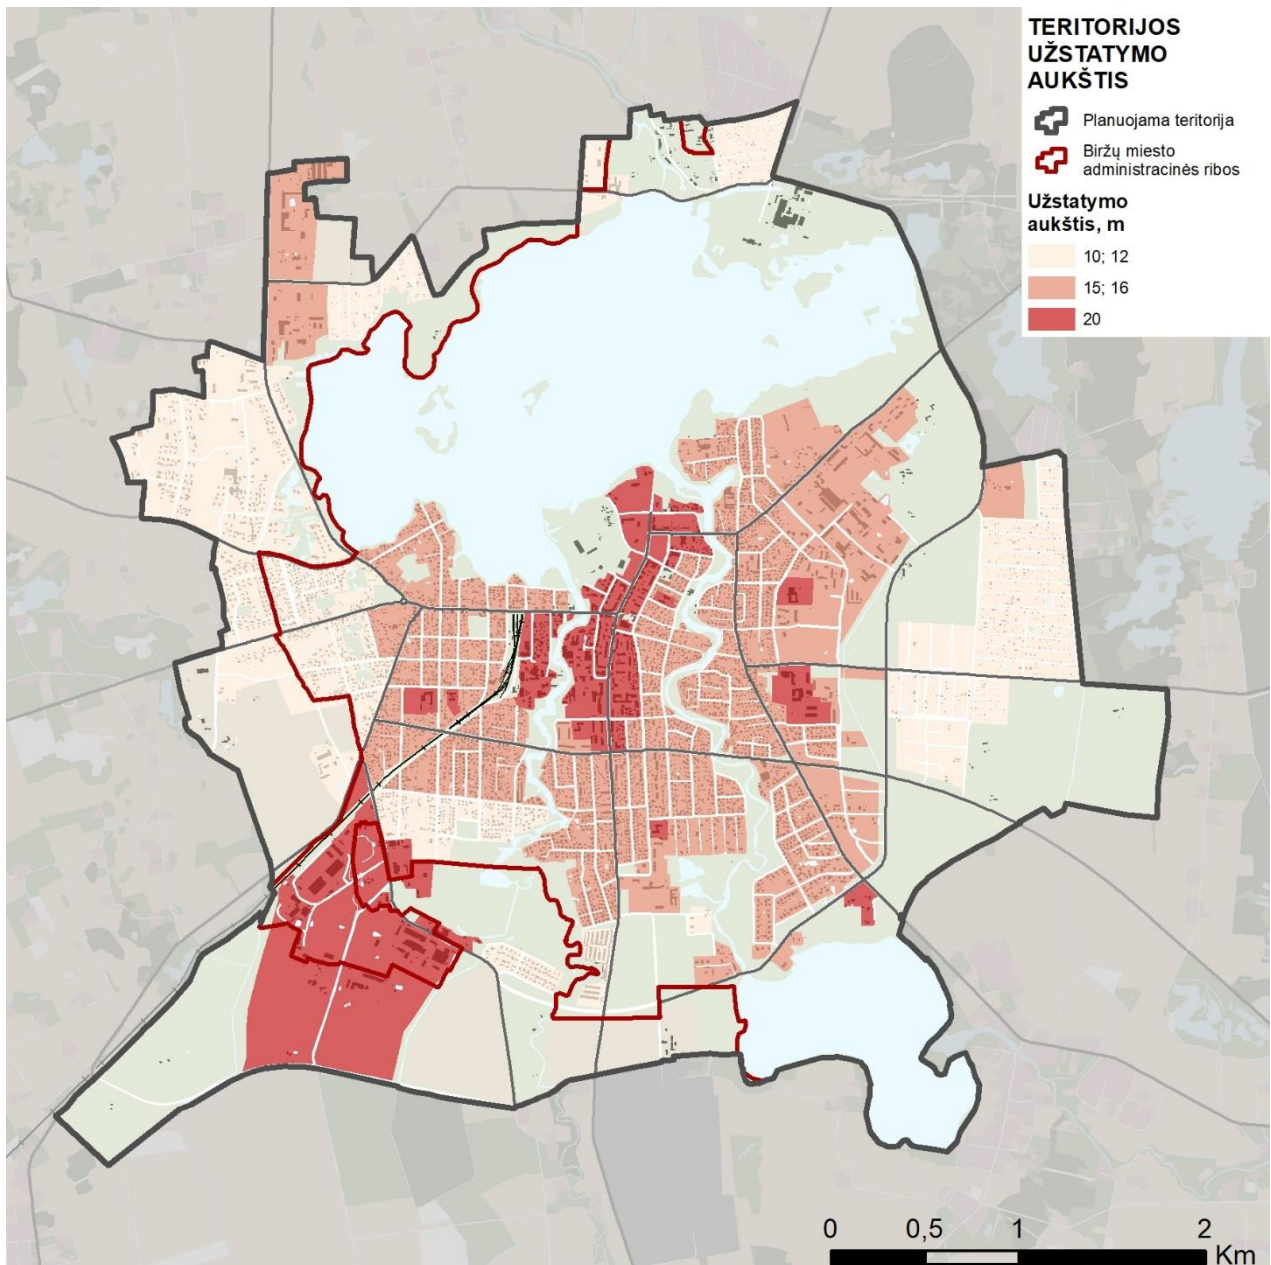 TERITORIJOS
UŽSTATYMO
AUKŠTIS
Planuojama teritorija
Biržų miesto
administracinės ribos
Užstatymo
aukštis, m
10; 12
15; 16
20
0 0,5 1 2
Km